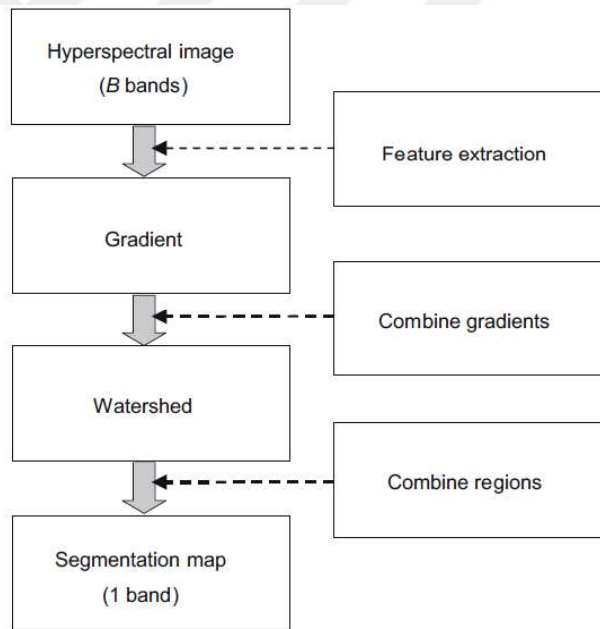 Hyperspectral image
(B bands)
Feature extraction
Gradient
Combine gradients
Watershed
Combine regions
Segmentation map
(1 band)